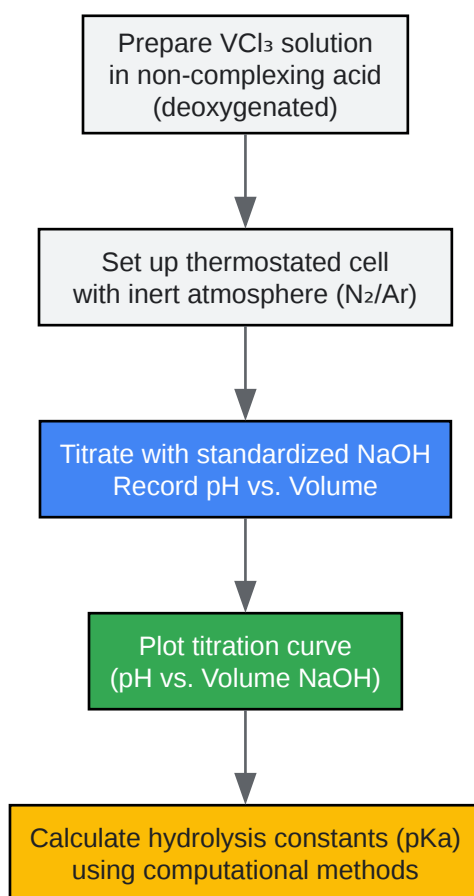 Prepare VCl₃ solution
in non-complexing acid
(deoxygenated)
Set up thermostated cell
with inert atmosphere (N₂/Ar)
Titrate with standardized NaOH
Record pH vs. Volume
Plot titration curve
(pH vs. Volume NaOH)
Calculate hydrolysis constants (pKa)
using computational methods